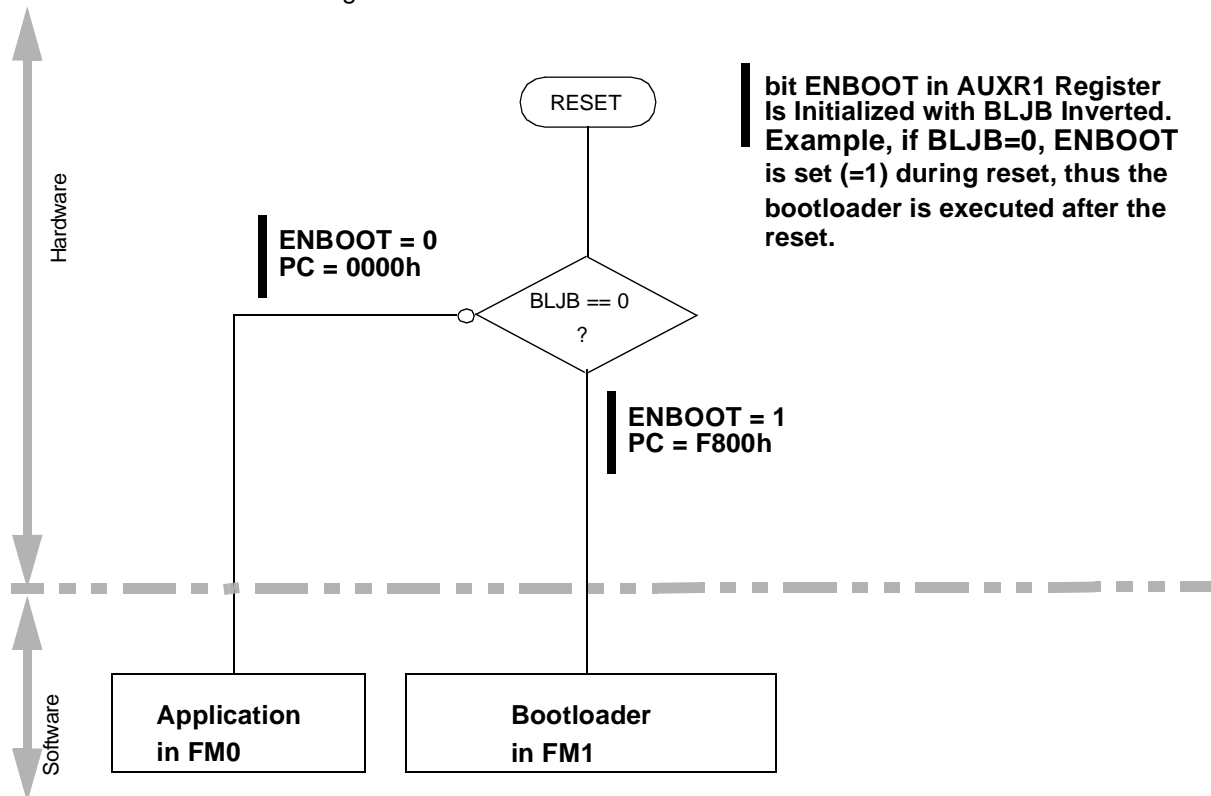 RESET
bit ENBOOT in AUXR1 Register
Is Initialized with BLJB Inverted.
Example, if BLJB=0, ENBOOT
is set (=1) during reset, thus the
bootloader is executed after the
reset.
Hardware
ENBOOT = 0
PC = 0000h
BLJB == 0
?
ENBOOT = 1
PC = F800h
Software
Application
in FM0
Bootloader
in FM1